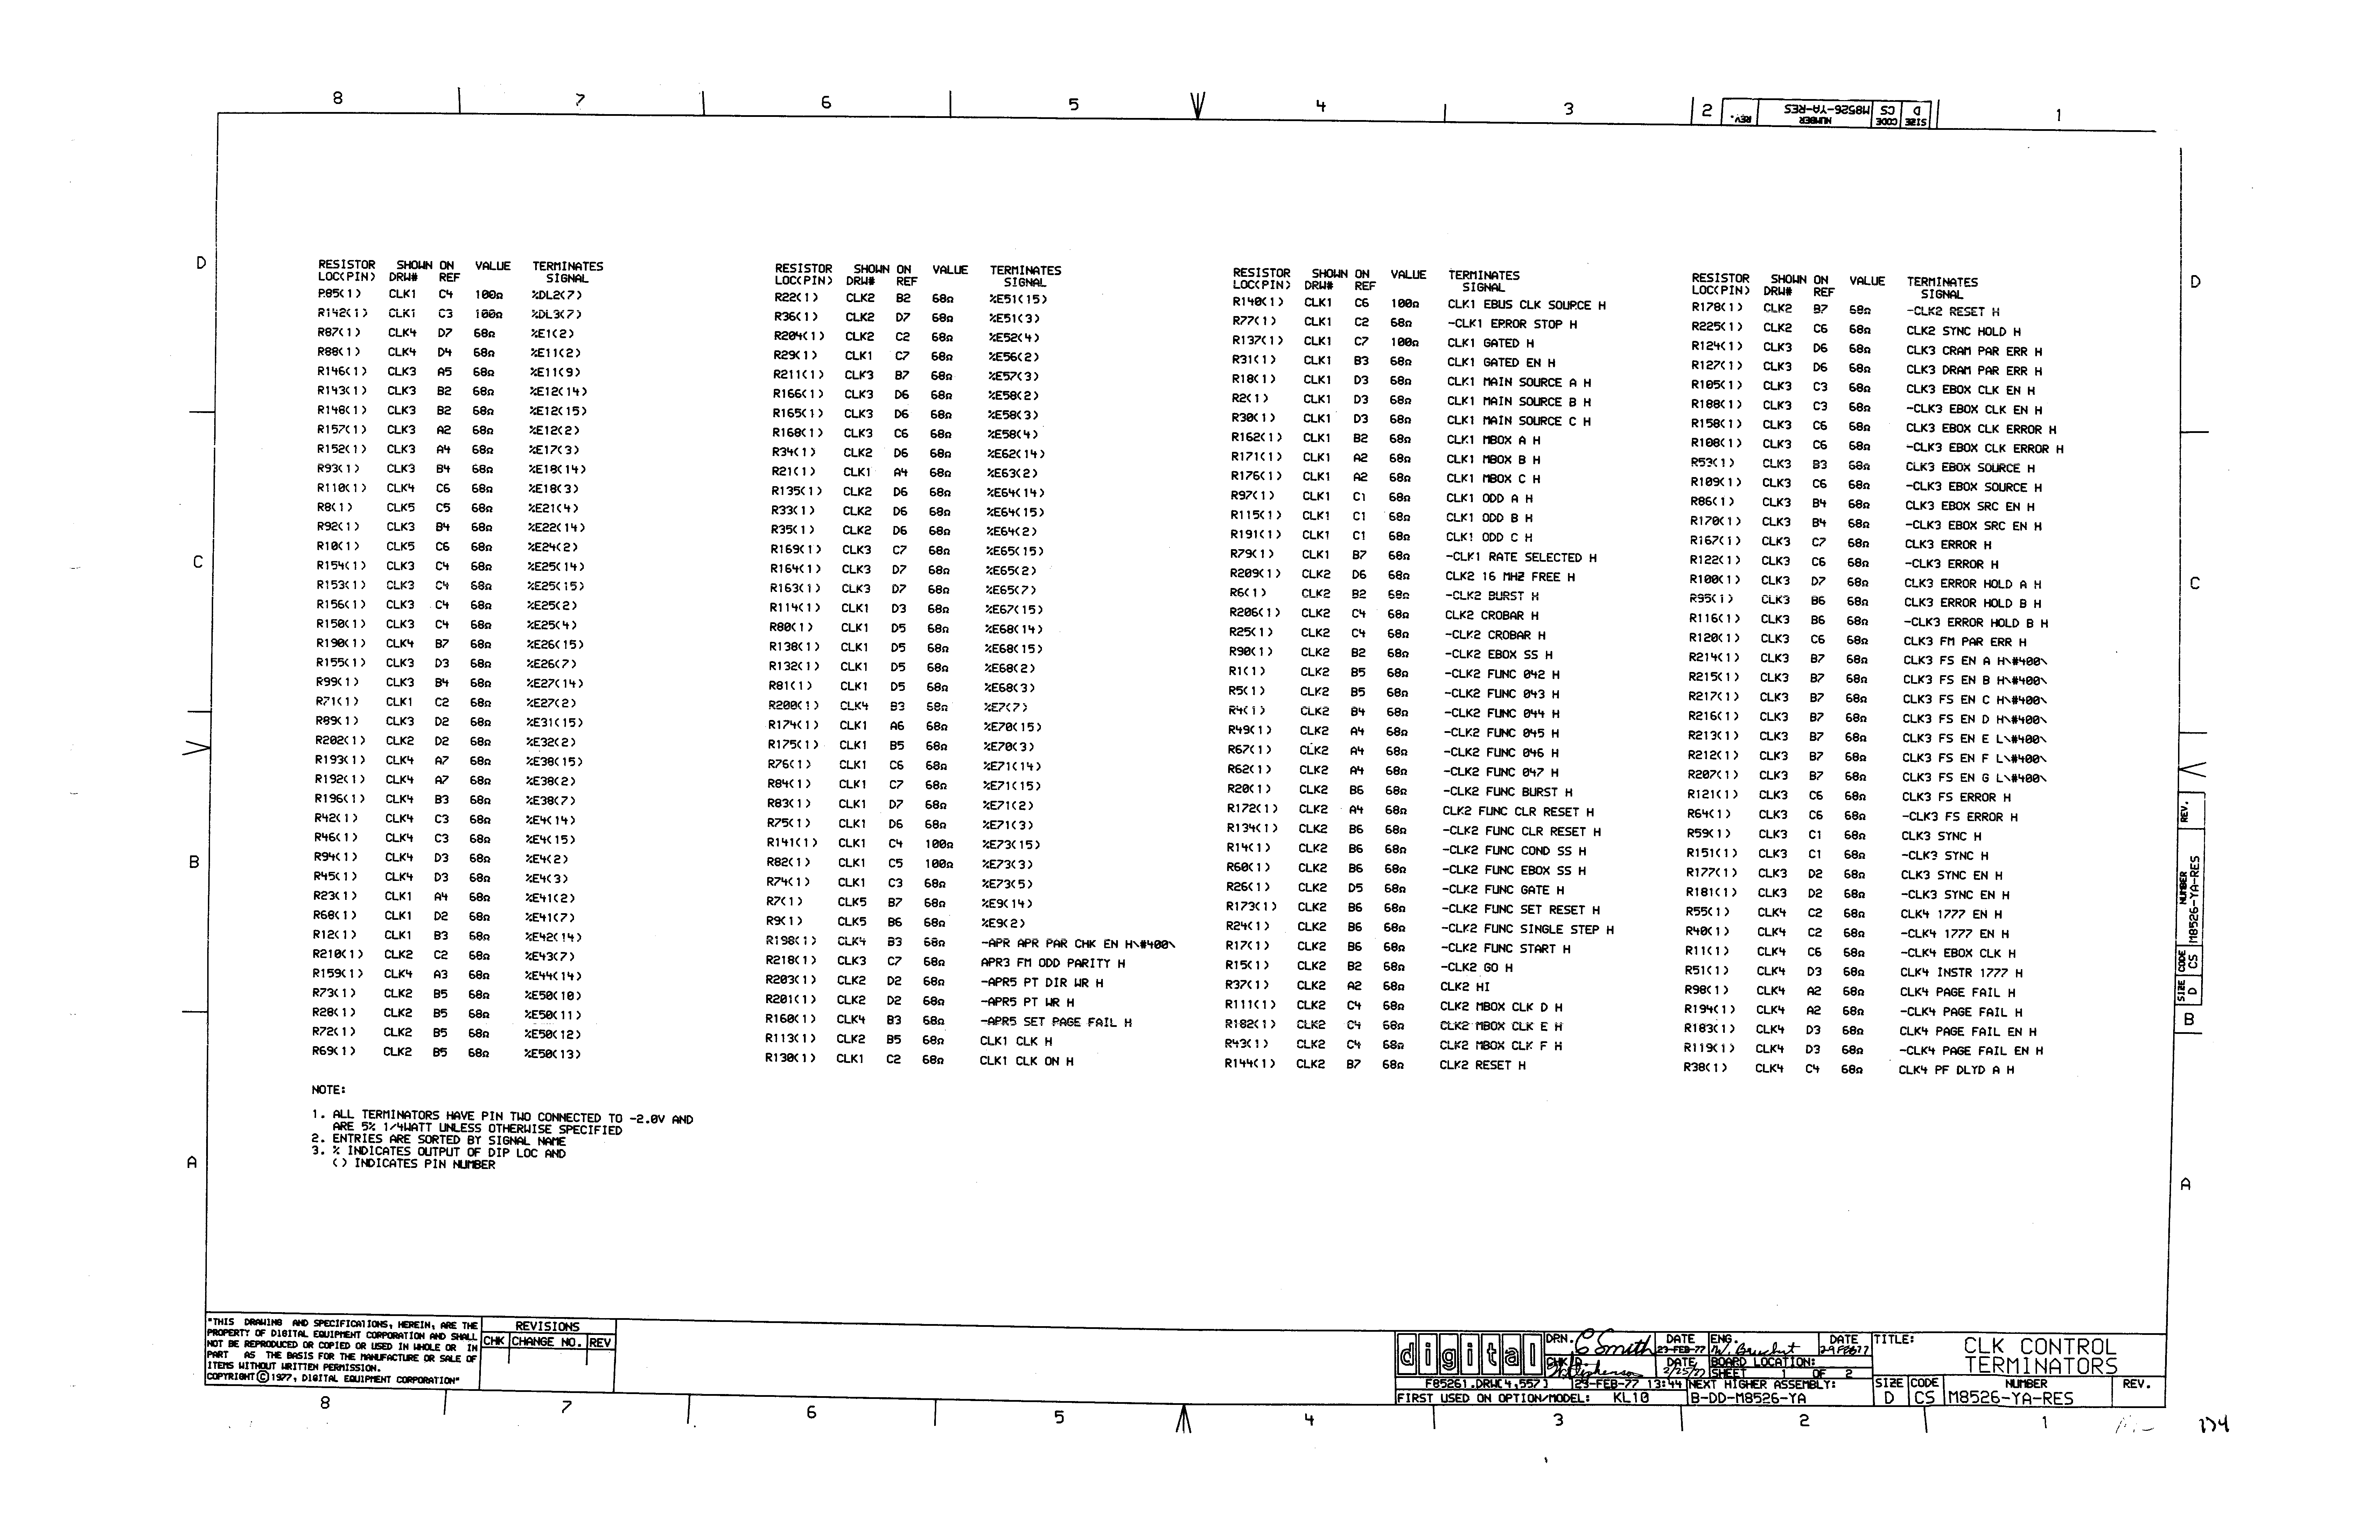 8 7 6 5 4 3 2 1
REV. NUMBER M8526-YA-RES CODE CS SIZE D
RESISTOR SHOWN ON VALUE TERMINATES
LOC(PIN) DRW# REF SIGNAL
R85(1) CLK1 C4 100Ω %DL2(7)
R142(1) CLK1 C3 100Ω %DL3(7)
R87(1) CLK4 D7 68Ω %E1(2)
R88(1) CLK4 D4 68Ω %E11(2)
R146(1) CLK3 A5 68Ω %E11(9)
R143(1) CLK3 B2 68Ω %E12(14)
R148(1) CLK3 B2 68Ω %E12(15)
R157(1) CLK3 A2 68Ω %E12(2)
R152(1) CLK3 A4 68Ω %E17(3)
R93(1) CLK3 B4 68Ω %E18(14)
R110(1) CLK4 C6 68Ω %E18(3)
R8(1) CLK5 C5 68Ω %E21(4)
R92(1) CLK3 B4 68Ω %E22(14)
R10(1) CLK5 C6 68Ω %E24(2)
R154(1) CLK3 C4 68Ω %E25(14)
R153(1) CLK3 C4 68Ω %E25(15)
R156(1) CLK3 C4 68Ω %E25(2)
R150(1) CLK3 C4 68Ω %E25(4)
R190(1) CLK4 B7 68Ω %E26(15)
R155(1) CLK3 D3 68Ω %E26(7)
R99(1) CLK3 B4 68Ω %E27(14)
R71(1) CLK1 C2 68Ω %E27(2)
R89(1) CLK3 D2 68Ω %E31(15)
R202(1) CLK2 D2 68Ω %E32(2)
R193(1) CLK4 A7 68Ω %E38(15)
R192(1) CLK4 A7 68Ω %E38(2)
R196(1) CLK4 B3 68Ω %E38(7)
R42(1) CLK4 C3 68Ω %E4(14)
R46(1) CLK4 C3 68Ω %E4(15)
R94(1) CLK4 D3 68Ω %E4(2)
R45(1) CLK4 D3 68Ω %E4(3)
R23(1) CLK1 A4 68Ω %E41(2)
R68(1) CLK1 D2 68Ω %E41(7)
R12(1) CLK1 B3 68Ω %E42(14)
R210(1) CLK2 C2 68Ω %E43(7)
R159(1) CLK4 A3 68Ω %E44(14)
R73(1) CLK2 B5 68Ω %E50(10)
R28(1) CLK2 B5 68Ω %E50(11)
R72(1) CLK2 B5 68Ω %E50(12)
R69(1) CLK2 B5 68Ω %E50(13)
RESISTOR SHOWN ON VALUE TERMINATES
LOC(PIN) DRW# REF SIGNAL
R22(1) CLK2 B2 68Ω %E51(15)
R36(1) CLK2 D7 68Ω %E51(3)
R204(1) CLK2 C2 68Ω %E52(4)
R29(1) CLK1 C7 68Ω %E56(2)
R211(1) CLK3 B7 68Ω %E57(3)
R166(1) CLK3 D6 68Ω %E58(2)
R165(1) CLK3 D6 68Ω %E58(3)
R168(1) CLK3 C6 68Ω %E58(4)
R34(1) CLK2 D6 68Ω %E62(14)
R21(1) CLK1 A4 68Ω %E63(2)
R135(1) CLK2 D6 68Ω %E64(14)
R33(1) CLK2 D6 68Ω %E64(15)
R35(1) CLK2 D6 68Ω %E64(2)
R169(1) CLK3 C7 68Ω %E65(15)
R164(1) CLK3 D7 68Ω %E65(2)
R163(1) CLK3 D7 68Ω %E65(7)
R114(1) CLK1 D3 68Ω %E67(15)
R80(1) CLK1 D5 68Ω %E68(14)
R138(1) CLK1 D5 68Ω %E68(15)
R132(1) CLK1 D5 68Ω %E68(2)
R81(1) CLK1 D5 68Ω %E68(3)
R200(1) CLK4 B3 68Ω %E7(7)
R174(1) CLK1 A6 68Ω %E70(15)
R175(1) CLK1 B5 68Ω %E70(3)
R76(1) CLK1 C6 68Ω %E71(14)
R84(1) CLK1 C7 68Ω %E71(15)
R83(1) CLK1 D7 68Ω %E71(2)
R75(1) CLK1 D6 68Ω %E71(3)
R141(1) CLK1 C4 100Ω %E73(15)
R82(1) CLK1 C5 100Ω %E73(3)
R74(1) CLK1 C3 68Ω %E73(5)
R7(1) CLK5 B7 68Ω %E9(14)
R9(1) CLK5 B6 68Ω %E9(2)
R198(1) CLK4 B3 68Ω -APR APR PAR CHK EN H\#400\
R218(1) CLK3 C7 68Ω APR3 FM ODD PARITY H
R203(1) CLK2 D2 68Ω -APR5 PT DIR WR H
R201(1) CLK2 D2 68Ω -APR5 PT WR H
R160(1) CLK4 B3 68Ω -APR5 SET PAGE FAIL H
R113(1) CLK2 B5 68Ω CLK1 CLK H
R130(1) CLK1 C2 68Ω CLK1 CLK ON H
RESISTOR SHOWN ON VALUE TERMINATES
LOC(PIN) DRW# REF SIGNAL
R140(1) CLK1 C6 100Ω CLK1 EBUS CLK SOURCE H
R77(1) CLK1 C2 68Ω -CLK1 ERROR STOP H
R137(1) CLK1 C7 100Ω CLK1 GATED H
R31(1) CLK1 B3 68Ω CLK1 GATED EN H
R18(1) CLK1 D3 68Ω CLK1 MAIN SOURCE A H
R2(1) CLK1 D3 68Ω CLK1 MAIN SOURCE B H
R30(1) CLK1 D3 68Ω CLK1 MAIN SOURCE C H
R162(1) CLK1 B2 68Ω CLK1 MBOX A H
R171(1) CLK1 A2 68Ω CLK1 MBOX B H
R176(1) CLK1 A2 68Ω CLK1 MBOX C H
R97(1) CLK1 C1 68Ω CLK1 ODD A H
R115(1) CLK1 C1 68Ω CLK1 ODD B H
R191(1) CLK1 C1 68Ω CLK1 ODD C H
R79(1) CLK1 B7 68Ω -CLK1 RATE SELECTED H
R209(1) CLK2 D6 68Ω CLK2 16 MHZ FREE H
R6(1) CLK2 B2 68Ω -CLK2 BURST H
R206(1) CLK2 C4 68Ω CLK2 CROBAR H
R25(1) CLK2 C4 68Ω -CLK2 CROBAR H
R90(1) CLK2 B2 68Ω -CLK2 EBOX SS H
R1(1) CLK2 B5 68Ω -CLK2 FUNC 042 H
R5(1) CLK2 B5 68Ω -CLK2 FUNC 043 H
R4(1) CLK2 B4 68Ω -CLK2 FUNC 044 H
R49(1) CLK2 A4 68Ω -CLK2 FUNC 045 H
R67(1) CLK2 A4 68Ω -CLK2 FUNC 046 H
R62(1) CLK2 A4 68Ω -CLK2 FUNC 047 H
R20(1) CLK2 B6 68Ω -CLK2 FUNC BURST H
R172(1) CLK2 A4 68Ω CLK2 FUNC CLR RESET H
R134(1) CLK2 B6 68Ω -CLK2 FUNC CLR RESET H
R14(1) CLK2 B6 68Ω -CLK2 FUNC COND SS H
R60(1) CLK2 B6 68Ω -CLK2 FUNC EBOX SS H
R26(1) CLK2 D5 68Ω -CLK2 FUNC GATE H
R173(1) CLK2 B6 68Ω -CLK2 FUNC SET RESET H
R24(1) CLK2 B6 68Ω -CLK2 FUNC SINGLE STEP H
R17(1) CLK2 B6 68Ω -CLK2 FUNC START H
R15(1) CLK2 B2 68Ω -CLK2 GO H
R37(1) CLK2 A2 68Ω CLK2 HI
R111(1) CLK2 C4 68Ω CLK2 MBOX CLK D H
R182(1) CLK2 C4 68Ω CLK2 MBOX CLK E H
R43(1) CLK2 C4 68Ω CLK2 MBOX CLK F H
R144(1) CLK2 B7 68Ω CLK2 RESET H
RESISTOR SHOWN ON VALUE TERMINATES
LOC(PIN) DRW# REF SIGNAL
R178(1) CLK2 B7 68Ω -CLK2 RESET H
R225(1) CLK2 C6 68Ω CLK2 SYNC HOLD H
R124(1) CLK3 D6 68Ω CLK3 CRAM PAR ERR H
R127(1) CLK3 D6 68Ω CLK3 DRAM PAR ERR H
R105(1) CLK3 C3 68Ω CLK3 EBOX CLK EN H
R188(1) CLK3 C3 68Ω -CLK3 EBOX CLK EN H
R158(1) CLK3 C6 68Ω CLK3 EBOX CLK ERROR H
R108(1) CLK3 C6 68Ω -CLK3 EBOX CLK ERROR H
R53(1) CLK3 B3 68Ω CLK3 EBOX SOURCE H
R109(1) CLK3 C6 68Ω -CLK3 EBOX SOURCE H
R86(1) CLK3 B4 68Ω CLK3 EBOX SRC EN H
R170(1) CLK3 B4 68Ω -CLK3 EBOX SRC EN H
R167(1) CLK3 C7 68Ω CLK3 ERROR H
R122(1) CLK3 C6 68Ω -CLK3 ERROR H
R100(1) CLK3 D7 68Ω CLK3 ERROR HOLD A H
R95(1) CLK3 B6 68Ω CLK3 ERROR HOLD B H
R116(1) CLK3 B6 68Ω -CLK3 ERROR HOLD B H
R120(1) CLK3 C6 68Ω CLK3 FM PAR ERR H
R214(1) CLK3 B7 68Ω CLK3 FS EN A H\#400\
R215(1) CLK3 B7 68Ω CLK3 FS EN B H\#400\
R217(1) CLK3 B7 68Ω CLK3 FS EN C H\#400\
R216(1) CLK3 B7 68Ω CLK3 FS EN D H\#400\
R213(1) CLK3 B7 68Ω CLK3 FS EN E L\#400\
R212(1) CLK3 B7 68Ω CLK3 FS EN F L\#400\
R207(1) CLK3 B7 68Ω CLK3 FS EN G L\#400\
R121(1) CLK3 C6 68Ω CLK3 FS ERROR H
R64(1) CLK3 C6 68Ω -CLK3 FS ERROR H
R59(1) CLK3 C1 68Ω CLK3 SYNC H
R151(1) CLK3 C1 68Ω -CLK3 SYNC H
R177(1) CLK3 D2 68Ω CLK3 SYNC EN H
R181(1) CLK3 D2 68Ω -CLK3 SYNC EN H
R55(1) CLK4 C2 68Ω CLK4 1777 EN H
R40(1) CLK4 C2 68Ω -CLK4 1777 EN H
R11(1) CLK4 C6 68Ω -CLK4 EBOX CLK H
R51(1) CLK4 D3 68Ω CLK4 INSTR 1777 H
R98(1) CLK4 A2 68Ω CLK4 PAGE FAIL H
R194(1) CLK4 A2 68Ω -CLK4 PAGE FAIL H
R183(1) CLK4 D3 68Ω CLK4 PAGE FAIL EN H
R119(1) CLK4 D3 68Ω -CLK4 PAGE FAIL EN H
R38(1) CLK4 C4 68Ω CLK4 PF DLYD A H
D
C
B
A
D
C
B
A
SIZE D CODE CS NUMBER M8526-YA-RES REV.
NOTE:
1. ALL TERMINATORS HAVE PIN TWO CONNECTED TO -2.0V AND
ARE 5% 1/4WATT UNLESS OTHERWISE SPECIFIED
2. ENTRIES ARE SORTED BY SIGNAL NAME
3. % INDICATES OUTPUT OF DIP LOC AND
() INDICATES PIN NUMBER
"THIS DRAWING AND SPECIFICATIONS, HEREIN, ARE THE
PROPERTY OF DIGITAL EQUIPMENT CORPORATION AND SHALL
NOT BE REPRODUCED OR COPIED OR USED IN WHOLE OR IN
PART AS THE BASIS FOR THE MANUFACTURE OR SALE OF
ITEMS WITHOUT WRITTEN PERMISSION.
COPYRIGHT © 1977, DIGITAL EQUIPMENT CORPORATION"
REVISIONS
CHK CHANGE NO. REV
digital
DRN. C Smith DATE 23-FEB-77 ENG. DATE
CHK'D. DATE 2/25/77 BOARD LOCATION:
SHEET 1 OF 2
F85261.DRW[4,557] 23-FEB-77 13:44 NEXT HIGHER ASSEMBLY:
FIRST USED ON OPTION/MODEL: KL10 B-DD-M8526-YA
TITLE: CLK CONTROL
TERMINATORS
SIZE CODE NUMBER REV.
D CS M8526-YA-RES
8 7 6 5 4 3 2 1
174